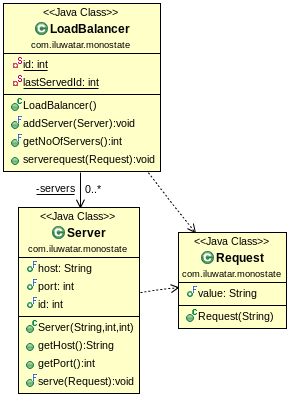 <<Java Class>>
LoadBalancer
com.iluwatar.monostate
id: int
lastServedId: int
LoadBalancer()
addServer(Server):void
getNoOfServers():int
serverequest(Request):void
-servers 0..*
<<Java Class>>
Server
com.iluwatar.monostate
host: String
port: int
id: int
Server(String,int,int)
getHost():String
getPort():int
serve(Request):void
<<Java Class>>
Request
com.iluwatar.monostate
value: String
Request(String)